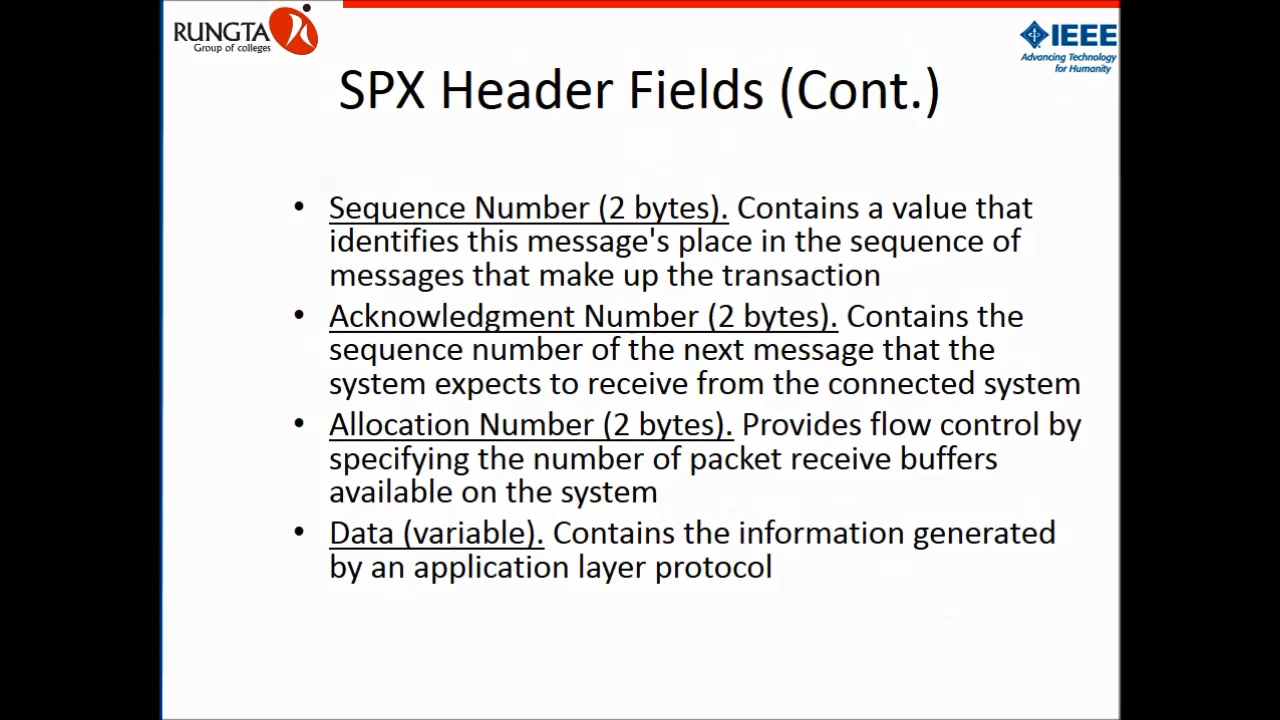 RUNGTA
Group of colleges
IEEE
Advancing Technology
for Humanity
SPX Header Fields (Cont.)
• Sequence Number (2 bytes). Contains a value that
identifies this message's place in the sequence of
messages that make up the transaction
• Acknowledgment Number (2 bytes). Contains the
sequence number of the next message that the
system expects to receive from the connected system
• Allocation Number (2 bytes). Provides flow control by
specifying the number of packet receive buffers
available on the system
• Data (variable). Contains the information generated
by an application layer protocol